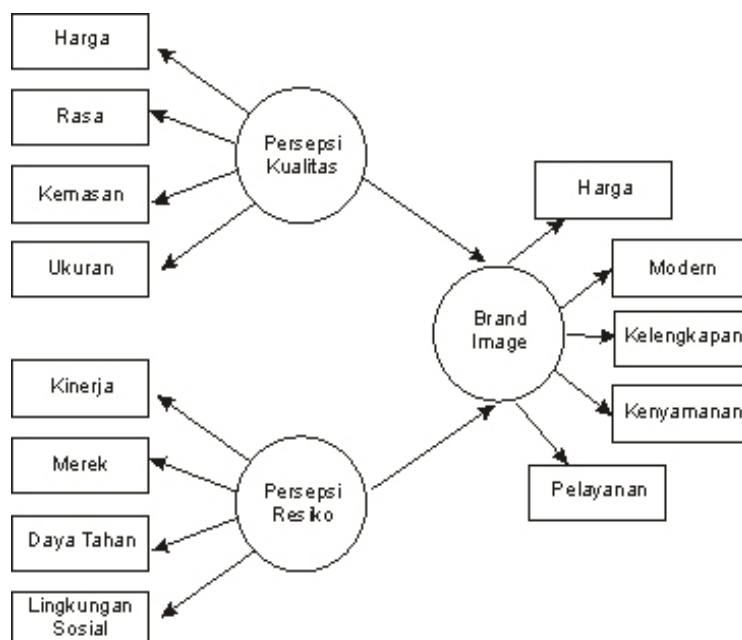 Harga
Rasa
Kemasan
Ukuran
Persepsi
Kualitas
Kinerja
Merek
Daya Tahan
Lingkungan
Sosial
Persepsi
Resiko
Brand
Image
Harga
Modern
Kelengkapan
Kenyamanan
Pelayanan